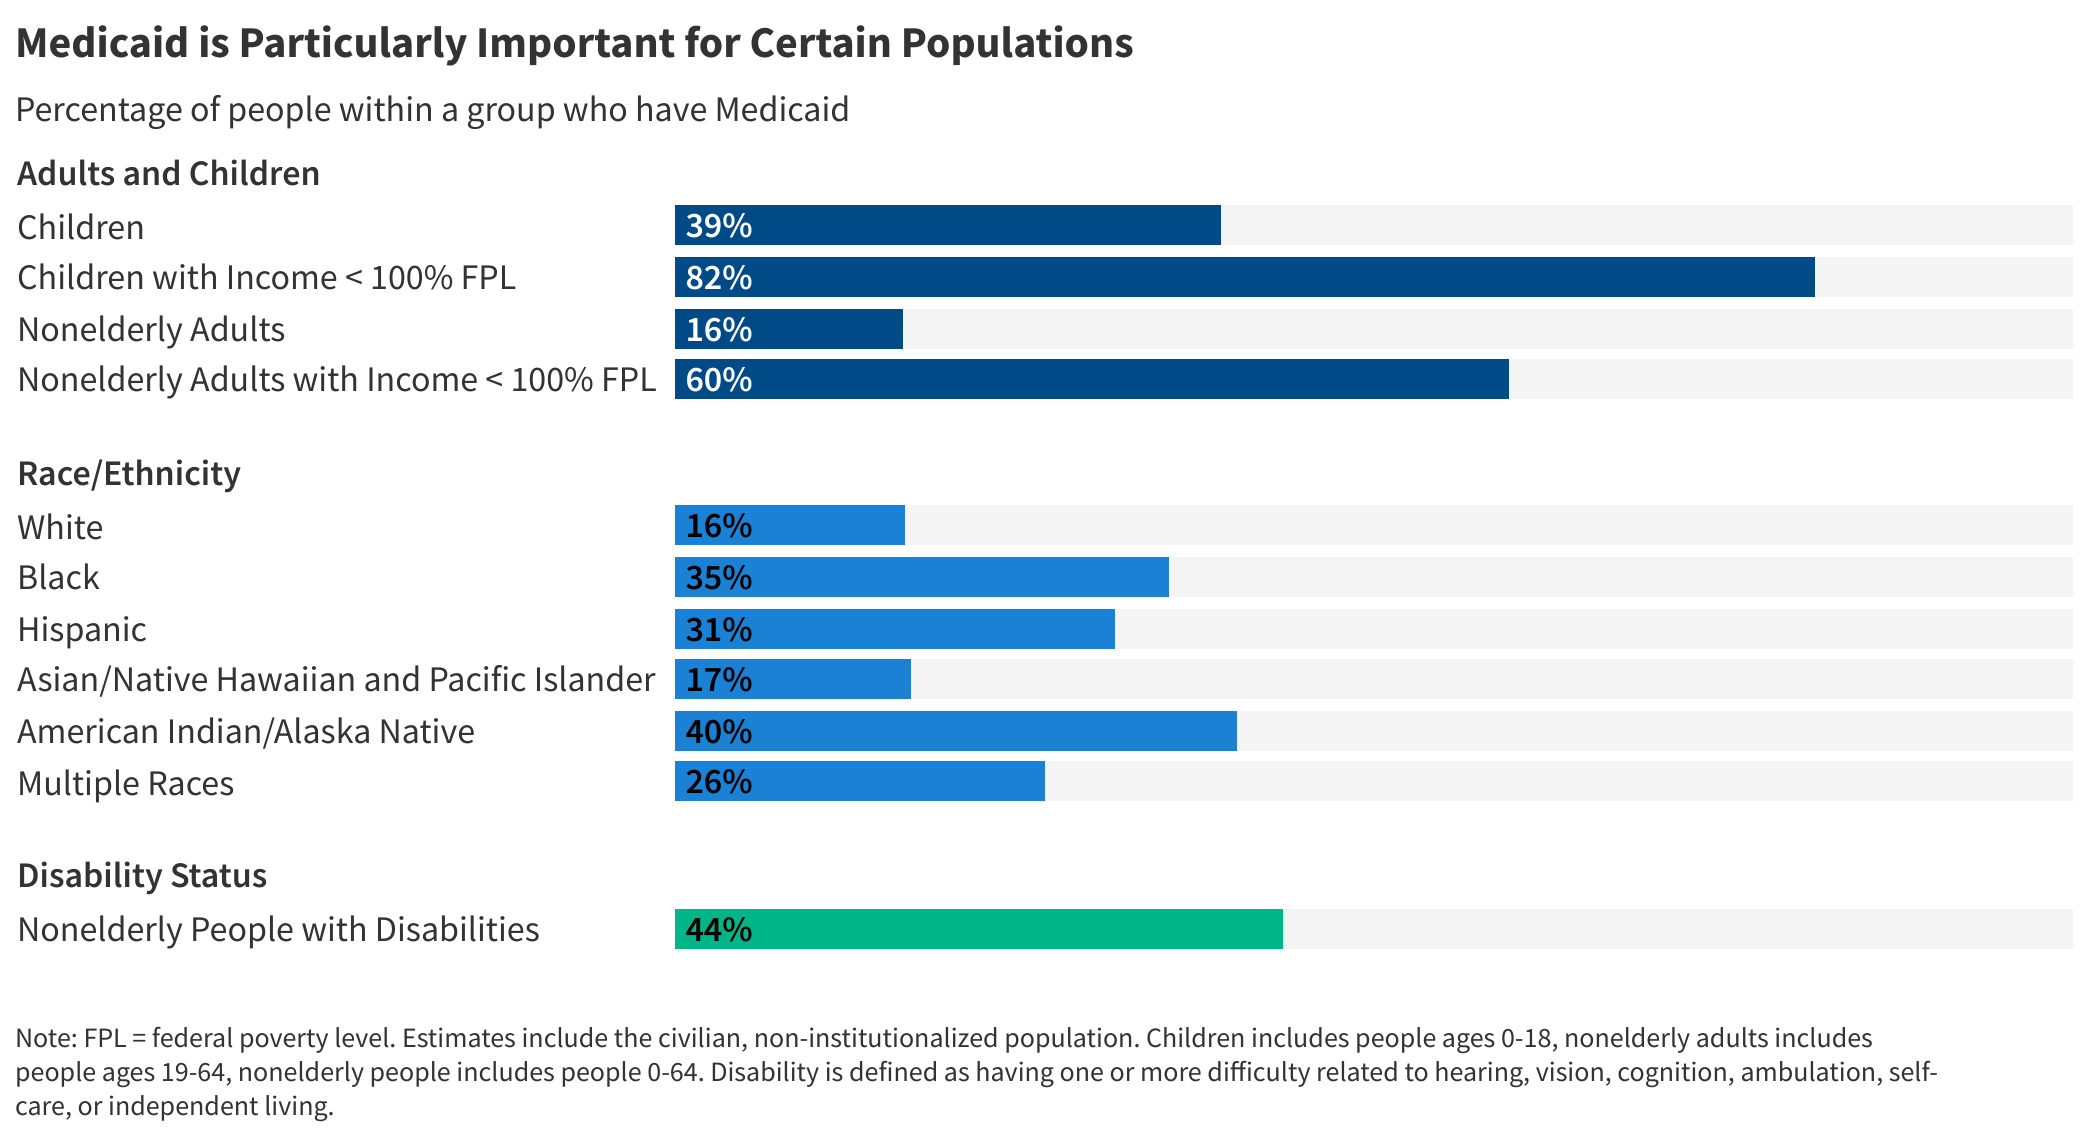 Medicaid is Particularly Important for Certain Populations
Percentage of people within a group who have Medicaid
Adults and Children
Children 39%
Children with Income < 100% FPL 82%
Nonelderly Adults 16%
Nonelderly Adults with Income < 100% FPL 60%
Race/Ethnicity
White 16%
Black 35%
Hispanic 31%
Asian/Native Hawaiian and Pacific Islander 17%
American Indian/Alaska Native 40%
Multiple Races 26%
Disability Status
Nonelderly People with Disabilities 44%
Note: FPL = federal poverty level. Estimates include the civilian, non-institutionalized population. Children includes people ages 0-18, nonelderly adults includes
people ages 19-64, nonelderly people includes people 0-64. Disability is defined as having one or more difficulty related to hearing, vision, cognition, ambulation, self-
care, or independent living.